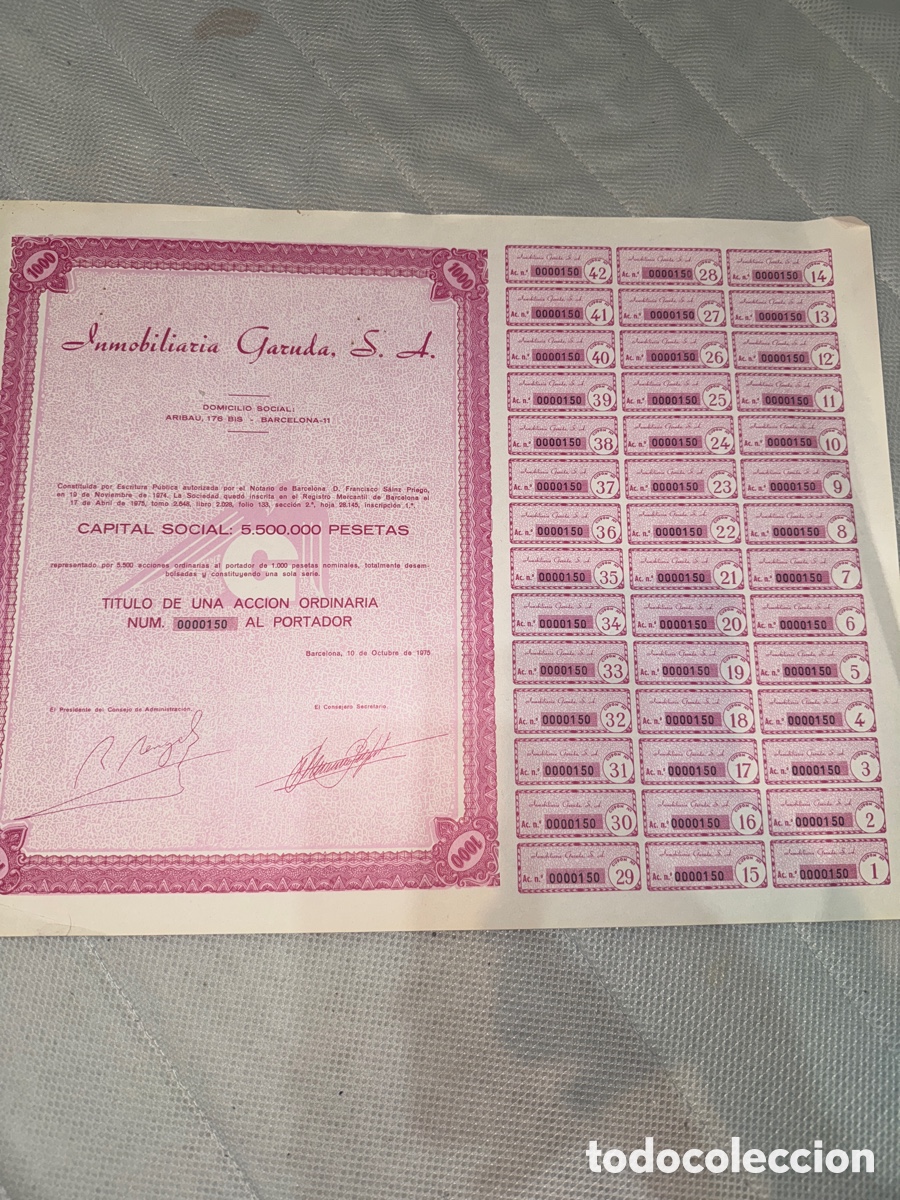 1000
1000
Inmobiliaria Garuda, S. A.
DOMICILIO SOCIAL:
ARIBAU, 178 BIS - BARCELONA-11
Constituida por Escritura Pública autorizada por el Notario de Barcelona D. Francisco Sáinz Priego,
en 19 de Noviembre de 1974. La Sociedad quedó inscrita en el Registro Mercantil de Barcelona el
17 de Abril de 1975, tomo 2.648, libro 2.098, folio 133, sección 2.ª, hoja 28.145, inscripción 1.ª.
CAPITAL SOCIAL: 5.500.000 PESETAS
representado por 5.500 acciones ordinarias al portador de 1.000 pesetas nominales, totalmente desem-
bolsadas y constituyendo una sola serie.
TITULO DE UNA ACCION ORDINARIA
NUM. 0000150 AL PORTADOR
Barcelona, 10 de Octubre de 1975.
El Presidente del Consejo de Administración,
El Consejero Secretario,
1000
Inmobiliaria Garuda, S. A.
Ac. n.º 0000150 42
Ac. n.º 0000150 28
Ac. n.º 0000150 14
Ac. n.º 0000150 41
Ac. n.º 0000150 27
Ac. n.º 0000150 13
Ac. n.º 0000150 40
Ac. n.º 0000150 26
Ac. n.º 0000150 12
Ac. n.º 0000150 39
Ac. n.º 0000150 25
Ac. n.º 0000150 11
Ac. n.º 0000150 38
Ac. n.º 0000150 24
Ac. n.º 0000150 10
Ac. n.º 0000150 37
Ac. n.º 0000150 23
Ac. n.º 0000150 9
Ac. n.º 0000150 36
Ac. n.º 0000150 22
Ac. n.º 0000150 8
Ac. n.º 0000150 35
Ac. n.º 0000150 21
Ac. n.º 0000150 7
Ac. n.º 0000150 34
Ac. n.º 0000150 20
Ac. n.º 0000150 6
Ac. n.º 0000150 33
Ac. n.º 0000150 19
Ac. n.º 0000150 5
Ac. n.º 0000150 32
Ac. n.º 0000150 18
Ac. n.º 0000150 4
Ac. n.º 0000150 31
Ac. n.º 0000150 17
Ac. n.º 0000150 3
Ac. n.º 0000150 30
Ac. n.º 0000150 16
Ac. n.º 0000150 2
Ac. n.º 0000150 29
Ac. n.º 0000150 15
Ac. n.º 0000150 1
todocoleccion